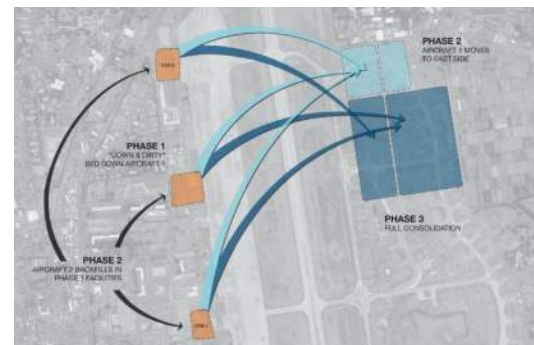 PHASE 2
AIRCRAFT 1 MOVES
TO EAST SIDE
PHASE 1
"DOWN & DIRTY"
BED DOWN AIRCRAFT 1
PHASE 3
FULL CONSOLIDATION
PHASE 2
AIRCRAFT 2 BACKFILLS IN
PHASE 1 FACILITIES